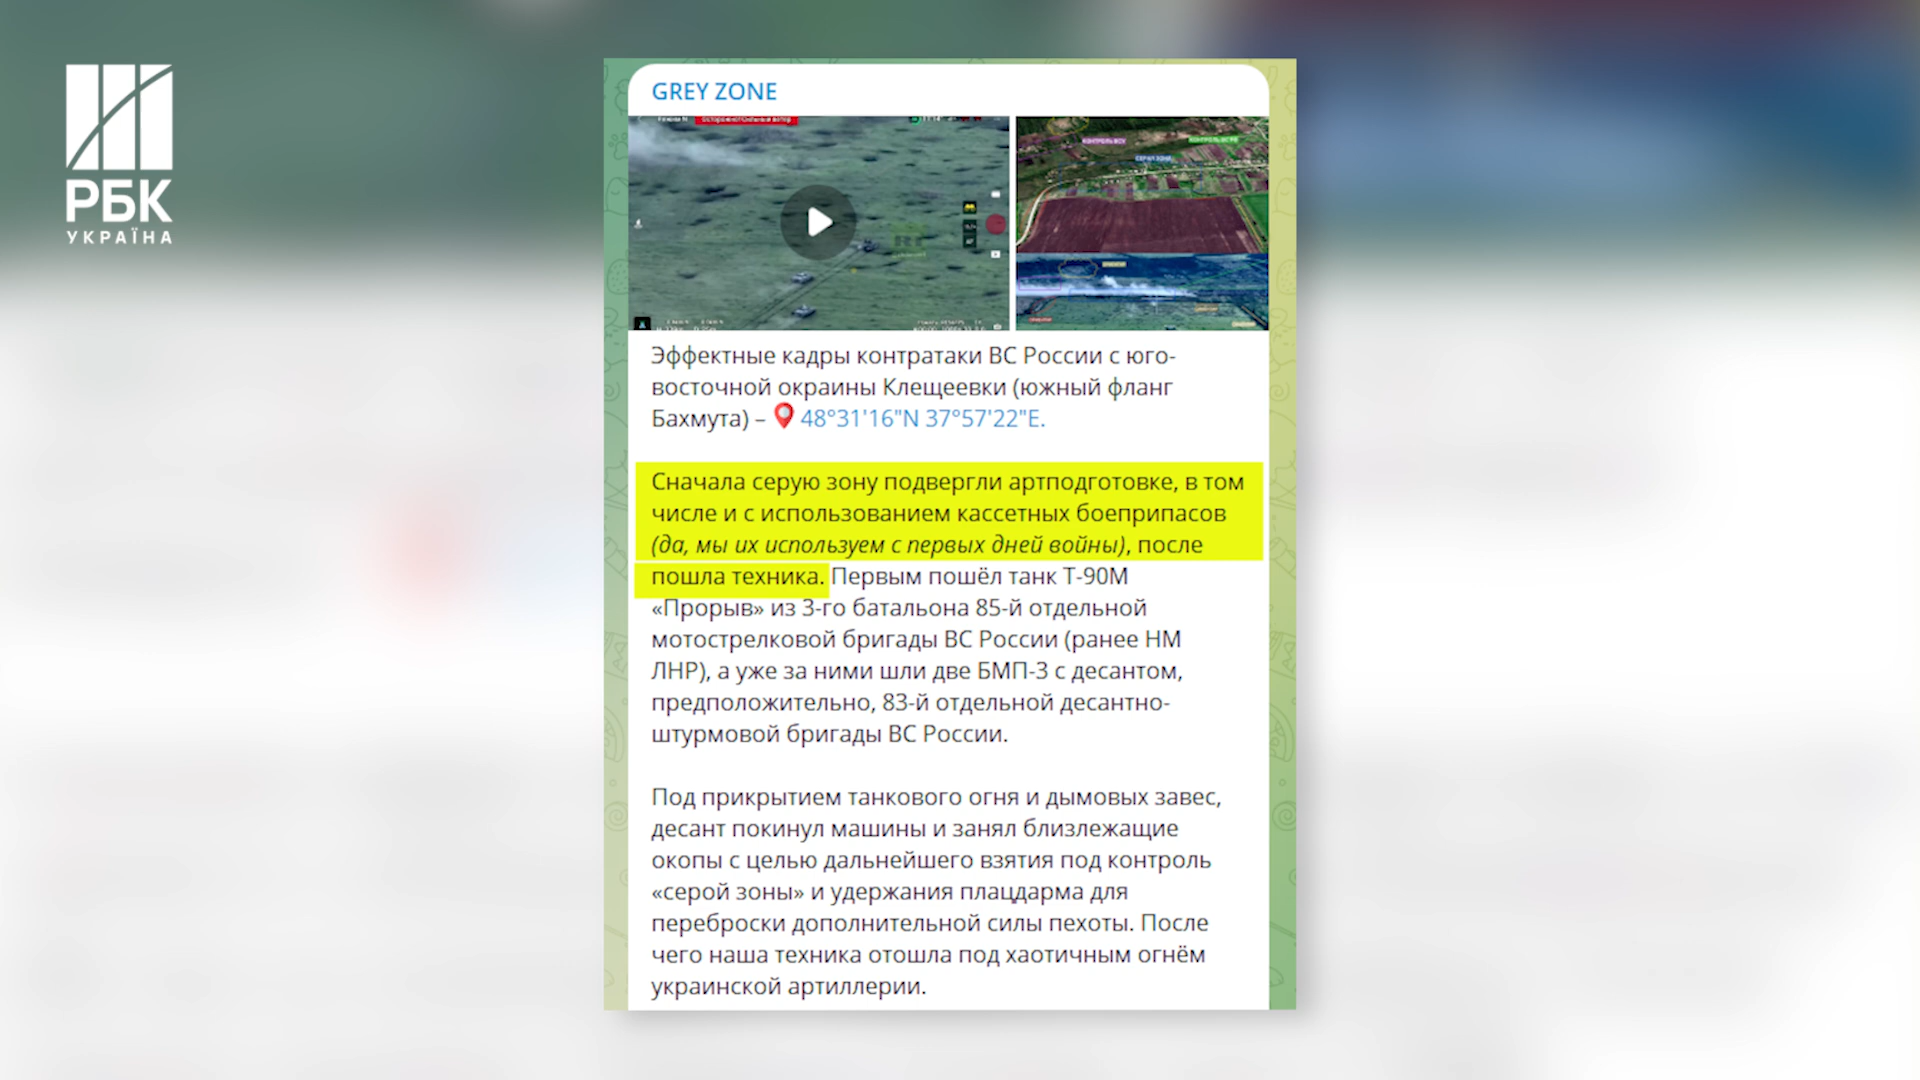 РБК
УКРАЇНА
GREY ZONE
КОНТРОЛЬ ВСУ
СЕРАЯ ЗОНА
Эффектные кадры контратаки ВС России с юго-
восточной окраины Клещеевки (южный фланг
Бахмута) – 📍 48°31'16"N 37°57'22"E.
Сначала серую зону подвергли артподготовке, в том
числе и с использованием кассетных боеприпасов
(да, мы их используем с первых дней войны), после
пошла техника. Первым пошёл танк Т-90М
«Прорыв» из 3-го батальона 85-й отдельной
мотострелковой бригады ВС России (ранее НМ
ЛНР), а уже за ними шли две БМП-3 с десантом,
предположительно, 83-й отдельной десантно-
штурмовой бригады ВС России.
Под прикрытием танкового огня и дымовых завес,
десант покинул машины и занял близлежащие
окопы с целью дальнейшего взятия под контроль
«серой зоны» и удержания плацдарма для
переброски дополнительной силы пехоты. После
чего наша техника отошла под хаотичным огнём
украинской артиллерии.